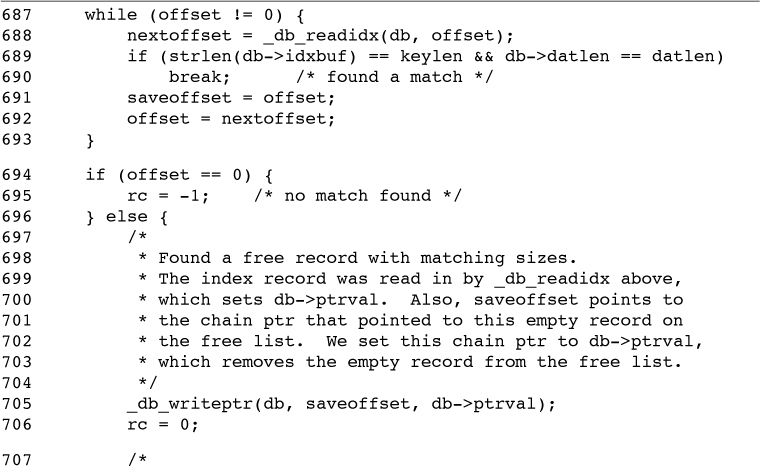 687     while (offset != 0) {
688         nextoffset = _db_readidx(db, offset);
689         if (strlen(db->idxbuf) == keylen && db->datlen == datlen)
690             break;      /* found a match */
691         saveoffset = offset;
692         offset = nextoffset;
693     }
694     if (offset == 0) {
695         rc = -1;    /* no match found */
696     } else {
697         /*
698          * Found a free record with matching sizes.
699          * The index record was read in by _db_readidx above,
700          * which sets db->ptrval.  Also, saveoffset points to
701          * the chain ptr that pointed to this empty record on
702          * the free list.  We set this chain ptr to db->ptrval,
703          * which removes the empty record from the free list.
704          */
705         _db_writeptr(db, saveoffset, db->ptrval);
706         rc = 0;
707         /*